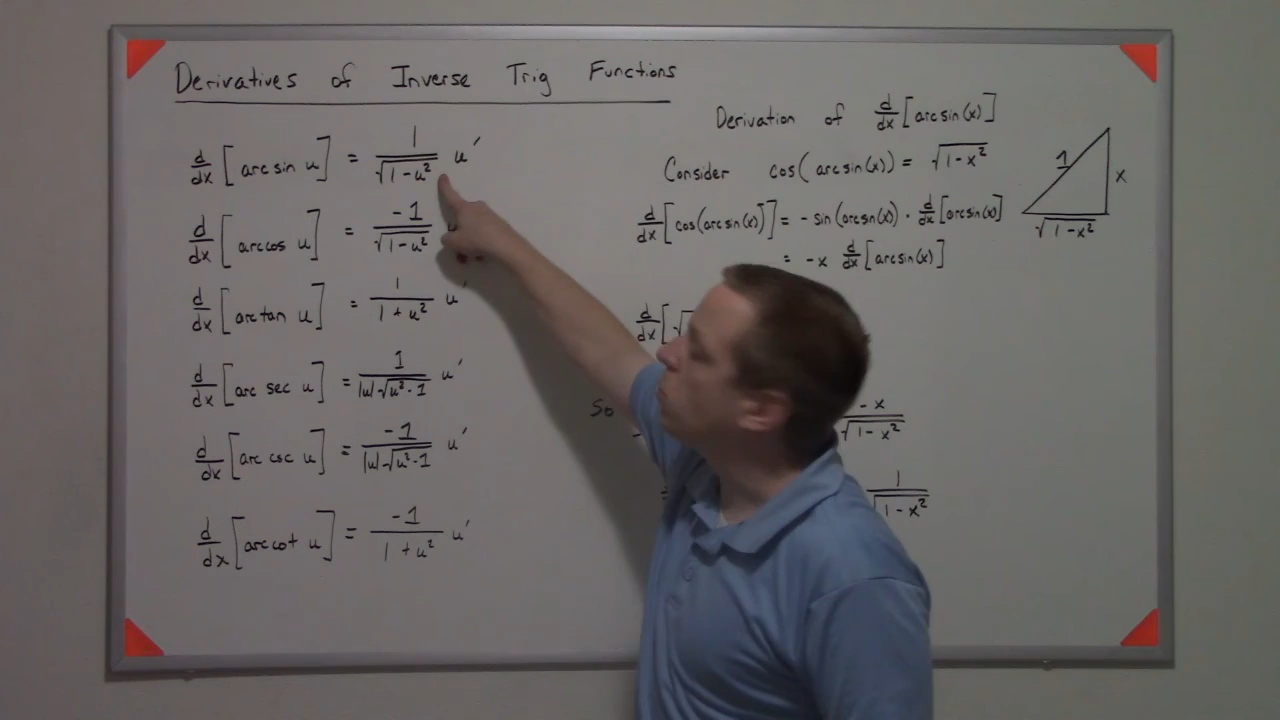 Derivatives of Inverse Trig Functions
d/dx [arcsin u] = 1/√(1-u²) u′
d/dx [arccos u] = -1/√(1-u²) u
d/dx [arctan u] = 1/(1+u²) u′
d/dx [arc sec u] = 1/(|u|√(u²-1)) u′
d/dx [arc csc u] = -1/(|u|√(u²-1)) u′
d/dx [arccot u] = -1/(1+u²) u′
Derivation of d/dx [arcsin(x)]
Consider cos(arcsin(x)) = √(1-x²)
d/dx [cos(arcsin(x))] = -sin(arcsin(x)) · d/dx [arcsin(x)]
= -x d/dx [arcsin(x)]
d/dx [√
So
-x/√(1-x²)
=
1/√(1-x²)
1
x
√(1-x²)